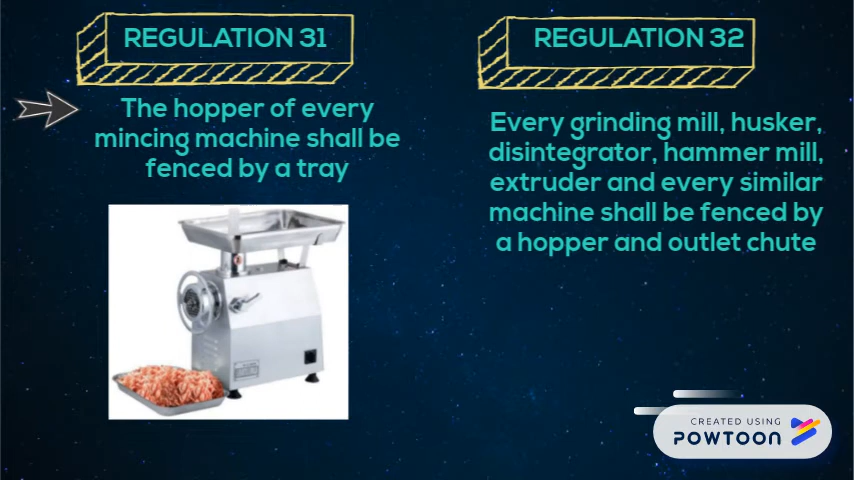 REGULATION 31
The hopper of every
mincing machine shall be
fenced by a tray
REGULATION 32
Every grinding mill, husker,
disintegrator, hammer mill,
extruder and every similar
machine shall be fenced by
a hopper and outlet chute
CREATED USING
POWTOON